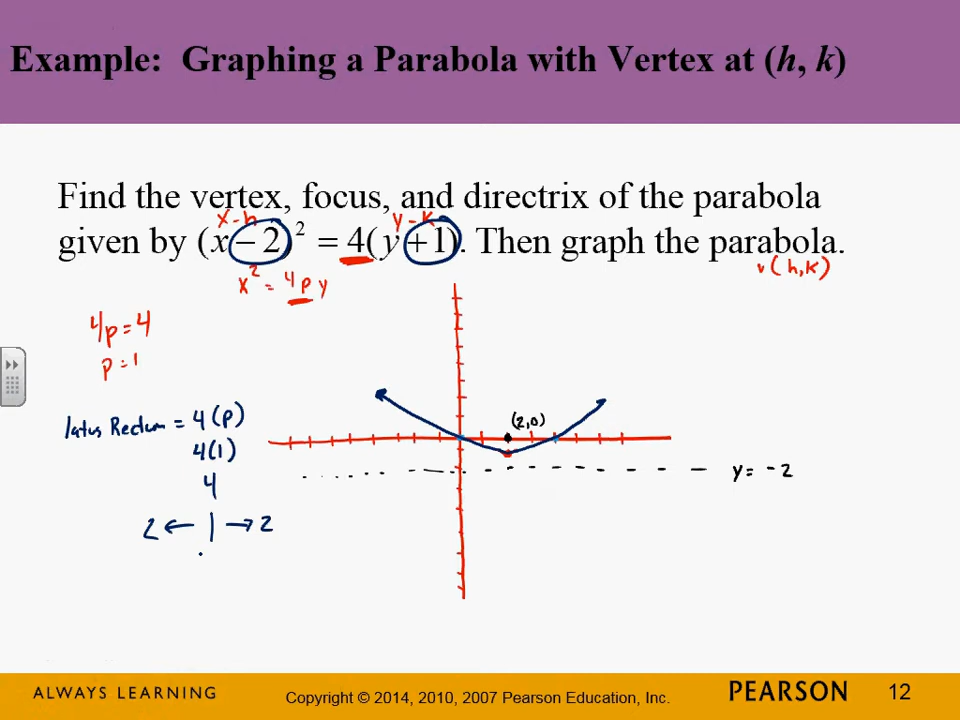 Example: Graphing a Parabola with Vertex at (h, k)
Find the vertex, focus, and directrix of the parabola
x-h y-k
given by (x − 2)² = 4(y + 1). Then graph the parabola.
x² = 4py
v(h,k)
4p=4
p=1
latus Rectum = 4(p)
4(1)
4
2 ← | → 2
(2,0)
y= -2
ALWAYS LEARNING
Copyright © 2014, 2010, 2007 Pearson Education, Inc.
PEARSON
12